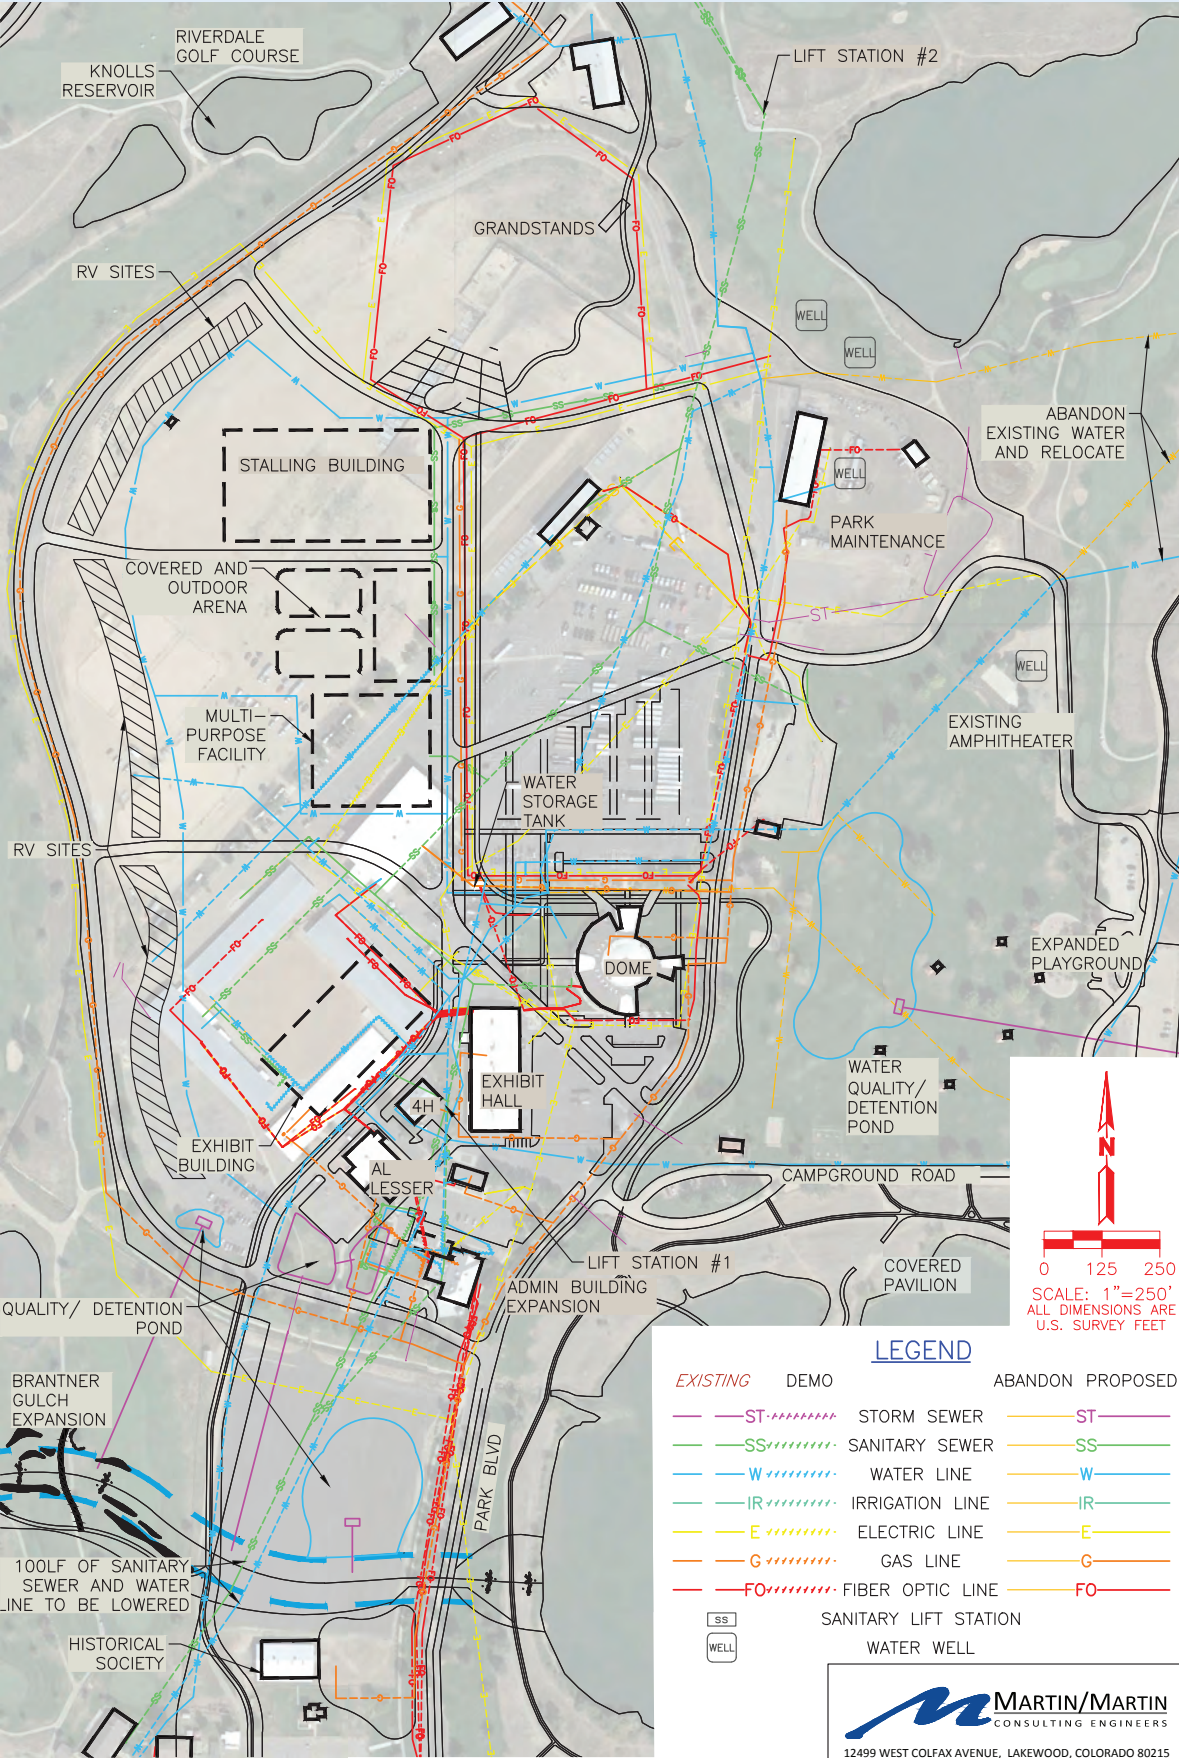 RIVERDALE
GOLF COURSE
KNOLLS
RESERVOIR
LIFT STATION #2
GRANDSTANDS
RV SITES
WELL
WELL
ABANDON
EXISTING WATER
AND RELOCATE
STALLING BUILDING
WELL
PARK
MAINTENANCE
COVERED AND
OUTDOOR
ARENA
ST
WELL
MULTI-
PURPOSE
FACILITY
EXISTING
AMPHITHEATER
WATER
STORAGE
TANK
RV SITES
DOME
EXPANDED
PLAYGROUND
EXHIBIT
HALL
4H
WATER
QUALITY/
DETENTION
POND
EXHIBIT
BUILDING
AL
LESSER
CAMPGROUND ROAD
LIFT STATION #1
ADMIN BUILDING
EXPANSION
COVERED
PAVILION
QUALITY/ DETENTION
POND
N
0 125 250
SCALE: 1"=250'
ALL DIMENSIONS ARE
U.S. SURVEY FEET
BRANTNER
GULCH
EXPANSION
PARK BLVD
100LF OF SANITARY
SEWER AND WATER
LINE TO BE LOWERED
HISTORICAL
SOCIETY
LEGEND
EXISTING DEMO ABANDON PROPOSED
ST STORM SEWER ST
SS SANITARY SEWER SS
W WATER LINE W
IR IRRIGATION LINE IR
E ELECTRIC LINE E
G GAS LINE G
FO FIBER OPTIC LINE FO
SS SANITARY LIFT STATION
WELL WATER WELL
MARTIN/MARTIN
CONSULTING ENGINEERS
12499 WEST COLFAX AVENUE, LAKEWOOD, COLORADO 80215